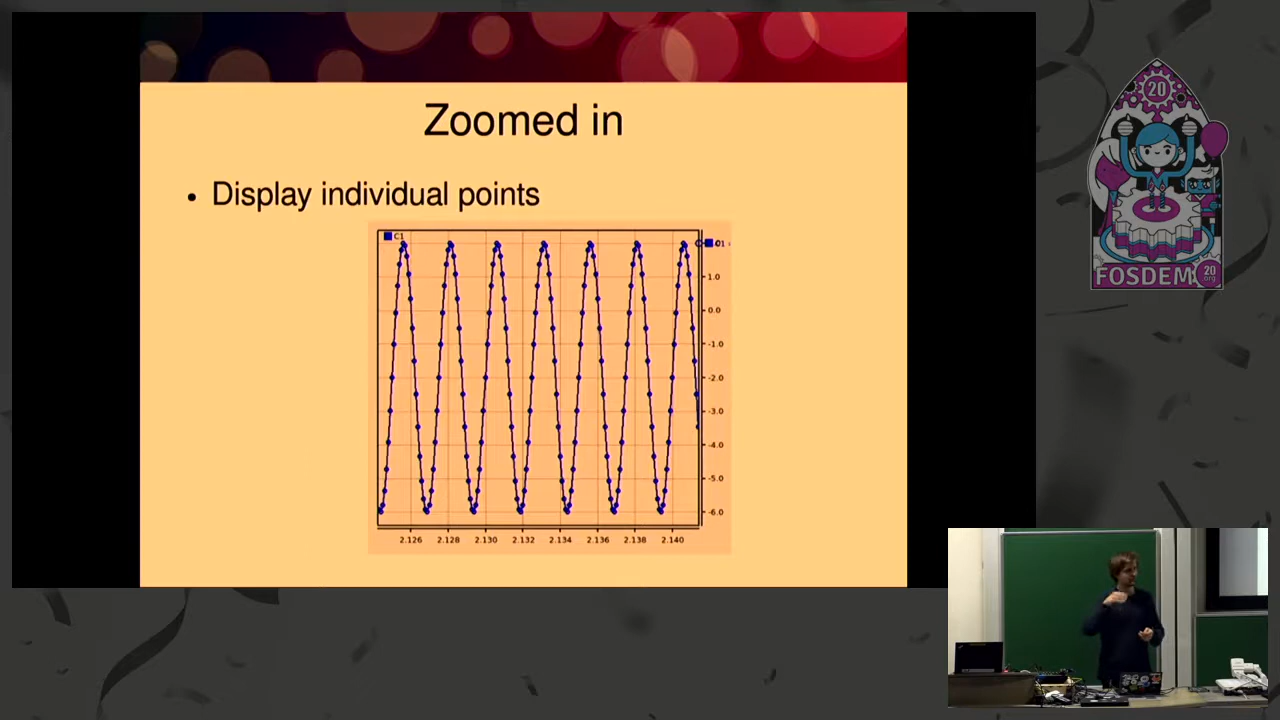 Zoomed in
• Display individual points
C1
1.0
0.0
-1.0
-2.0
-3.0
-4.0
-5.0
-6.0
2.126 2.128 2.130 2.132 2.134 2.136 2.138 2.140
20
FOSDEM 20
.org